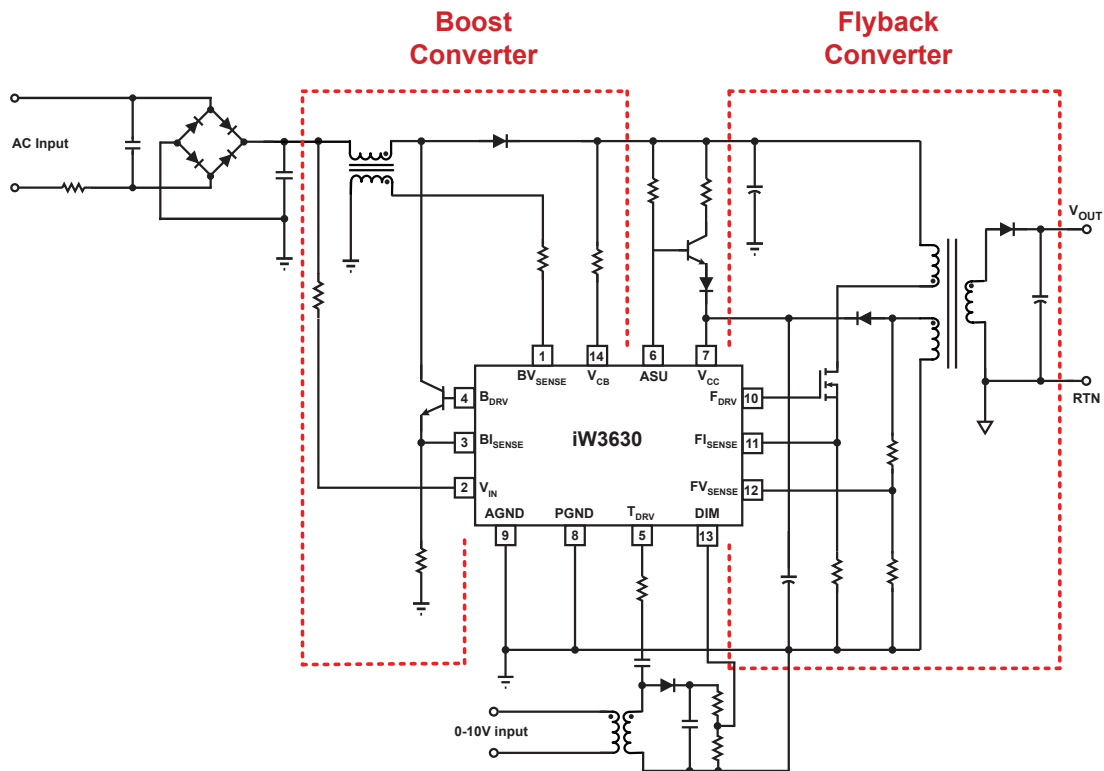 Boost
Converter
Flyback
Converter
AC Input
V_OUT
RTN
1
14
6
7
BV_SENSE
V_CB
ASU
V_CC
4
B_DRV
F_DRV
10
iW3630
3
BI_SENSE
FI_SENSE
11
2
V_IN
FV_SENSE
12
AGND
PGND
T_DRV
DIM
9
8
5
13
0-10V input